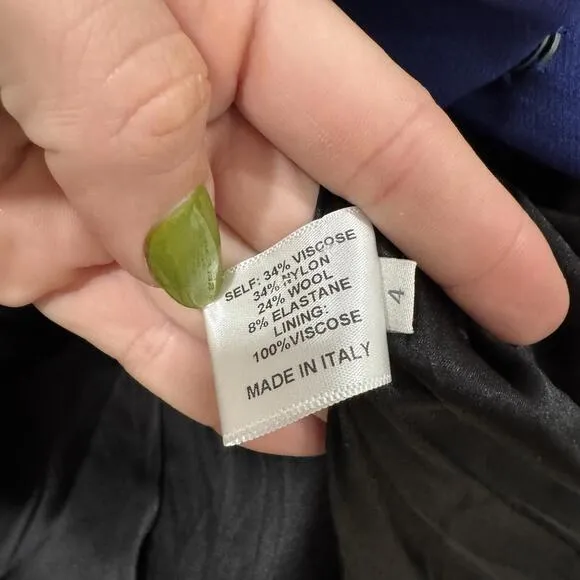 SELF: 34% VISCOSE
34% NYLON
24% WOOL
8% ELASTANE
LINING:
100%VISCOSE
MADE IN ITALY
4